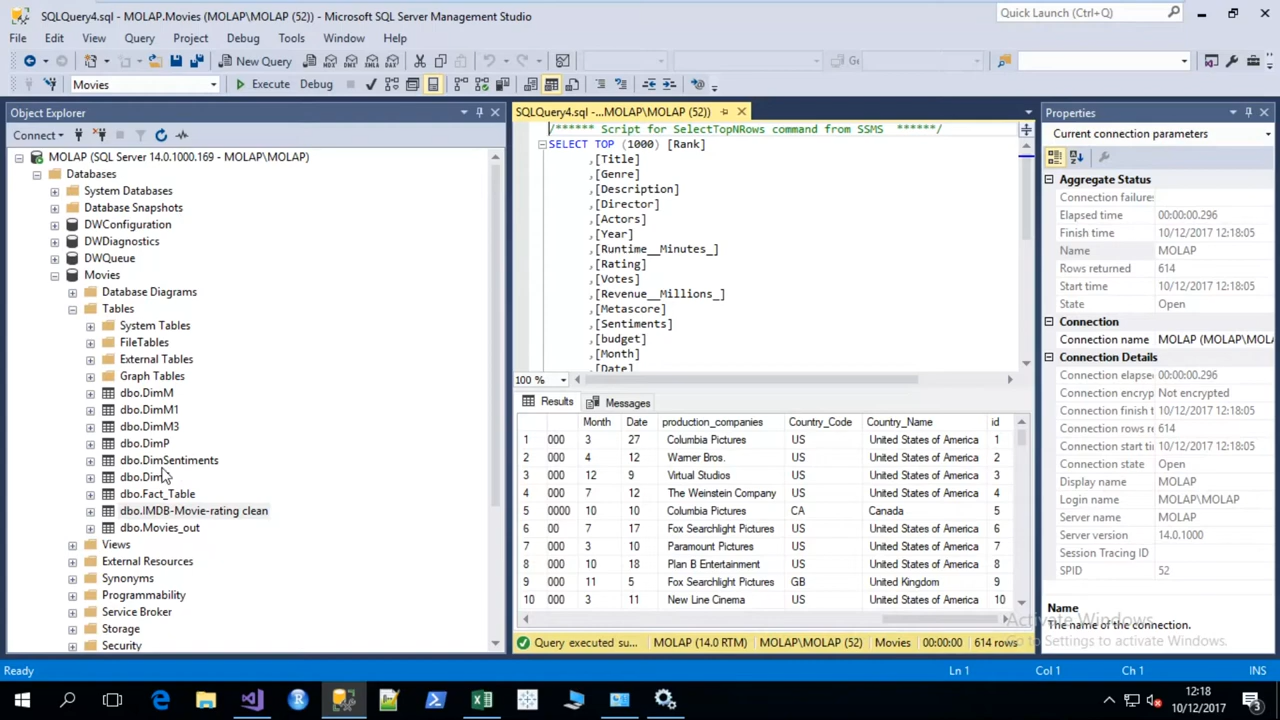 SQLQuery4.sql - MOLAP.Movies (MOLAP\MOLAP (52)) - Microsoft SQL Server Management Studio
Quick Launch (Ctrl+Q)
File Edit View Query Project Debug Tools Window Help
New Query
Movies Execute Debug
Object Explorer
Connect
MOLAP (SQL Server 14.0.1000.169 - MOLAP\MOLAP)
Databases
System Databases
Database Snapshots
DWConfiguration
DWDiagnostics
DWQueue
Movies
Database Diagrams
Tables
System Tables
FileTables
External Tables
Graph Tables
dbo.DimM
dbo.DimM1
dbo.DimM3
dbo.DimP
dbo.DimSentiments
dbo.Fact_Table
dbo.IMDB-Movie-rating clean
dbo.Movies_out
Views
External Resources
Synonyms
Programmability
Service Broker
Storage
Security
SQLQuery4.sql -...MOLAP\MOLAP (52))
/****** Script for SelectTopNRows command from SSMS ******/
SELECT TOP (1000) [Rank]
,[Title]
,[Genre]
,[Description]
,[Director]
,[Actors]
,[Year]
,[Runtime__Minutes_]
,[Rating]
,[Votes]
,[Revenue__Millions_]
,[Metascore]
,[Sentiments]
,[budget]
,[Month]
,[Date]
100 %
Results Messages
Month Date production_companies Country_Code Country_Name id
1 000 3 27 Columbia Pictures US United States of America 1
2 000 4 12 Warner Bros. US United States of America 2
3 000 12 9 Virtual Studios US United States of America 3
4 000 7 12 The Weinstein Company US United States of America 4
5 0000 10 10 Columbia Pictures CA Canada 5
6 00 7 17 Fox Searchlight Pictures US United States of America 6
7 000 3 10 Paramount Pictures US United States of America 7
8 000 10 18 Plan B Entertainment US United States of America 8
9 000 11 5 Fox Searchlight Pictures GB United Kingdom 9
10 000 3 11 New Line Cinema US United States of America 10
Query executed su... MOLAP (14.0 RTM) MOLAP\MOLAP (52) Movies 00:00:00 614 rows
Properties
Current connection parameters
Aggregate Status
Connection failures
Elapsed time 00:00:00.296
Finish time 10/12/2017 12:18:05
Name MOLAP
Rows returned 614
Start time 10/12/2017 12:18:05
State Open
Connection
Connection name MOLAP (MOLAP\MOL
Connection Details
Connection elapse 00:00:00.296
Connection encryp Not encrypted
Connection finish t 10/12/2017 12:18:05
Connection rows re 614
Connection start tir 10/12/2017 12:18:05
Connection state Open
Display name MOLAP
Login name MOLAP\MOLAP
Server name MOLAP
Server version 14.0.1000
Session Tracing ID
SPID 52
Name
The name of the connection.
Activate Windows
Go to Settings to activate Windows.
Ready Ln 1 Col 1 Ch 1 INS
12:18
10/12/2017
3